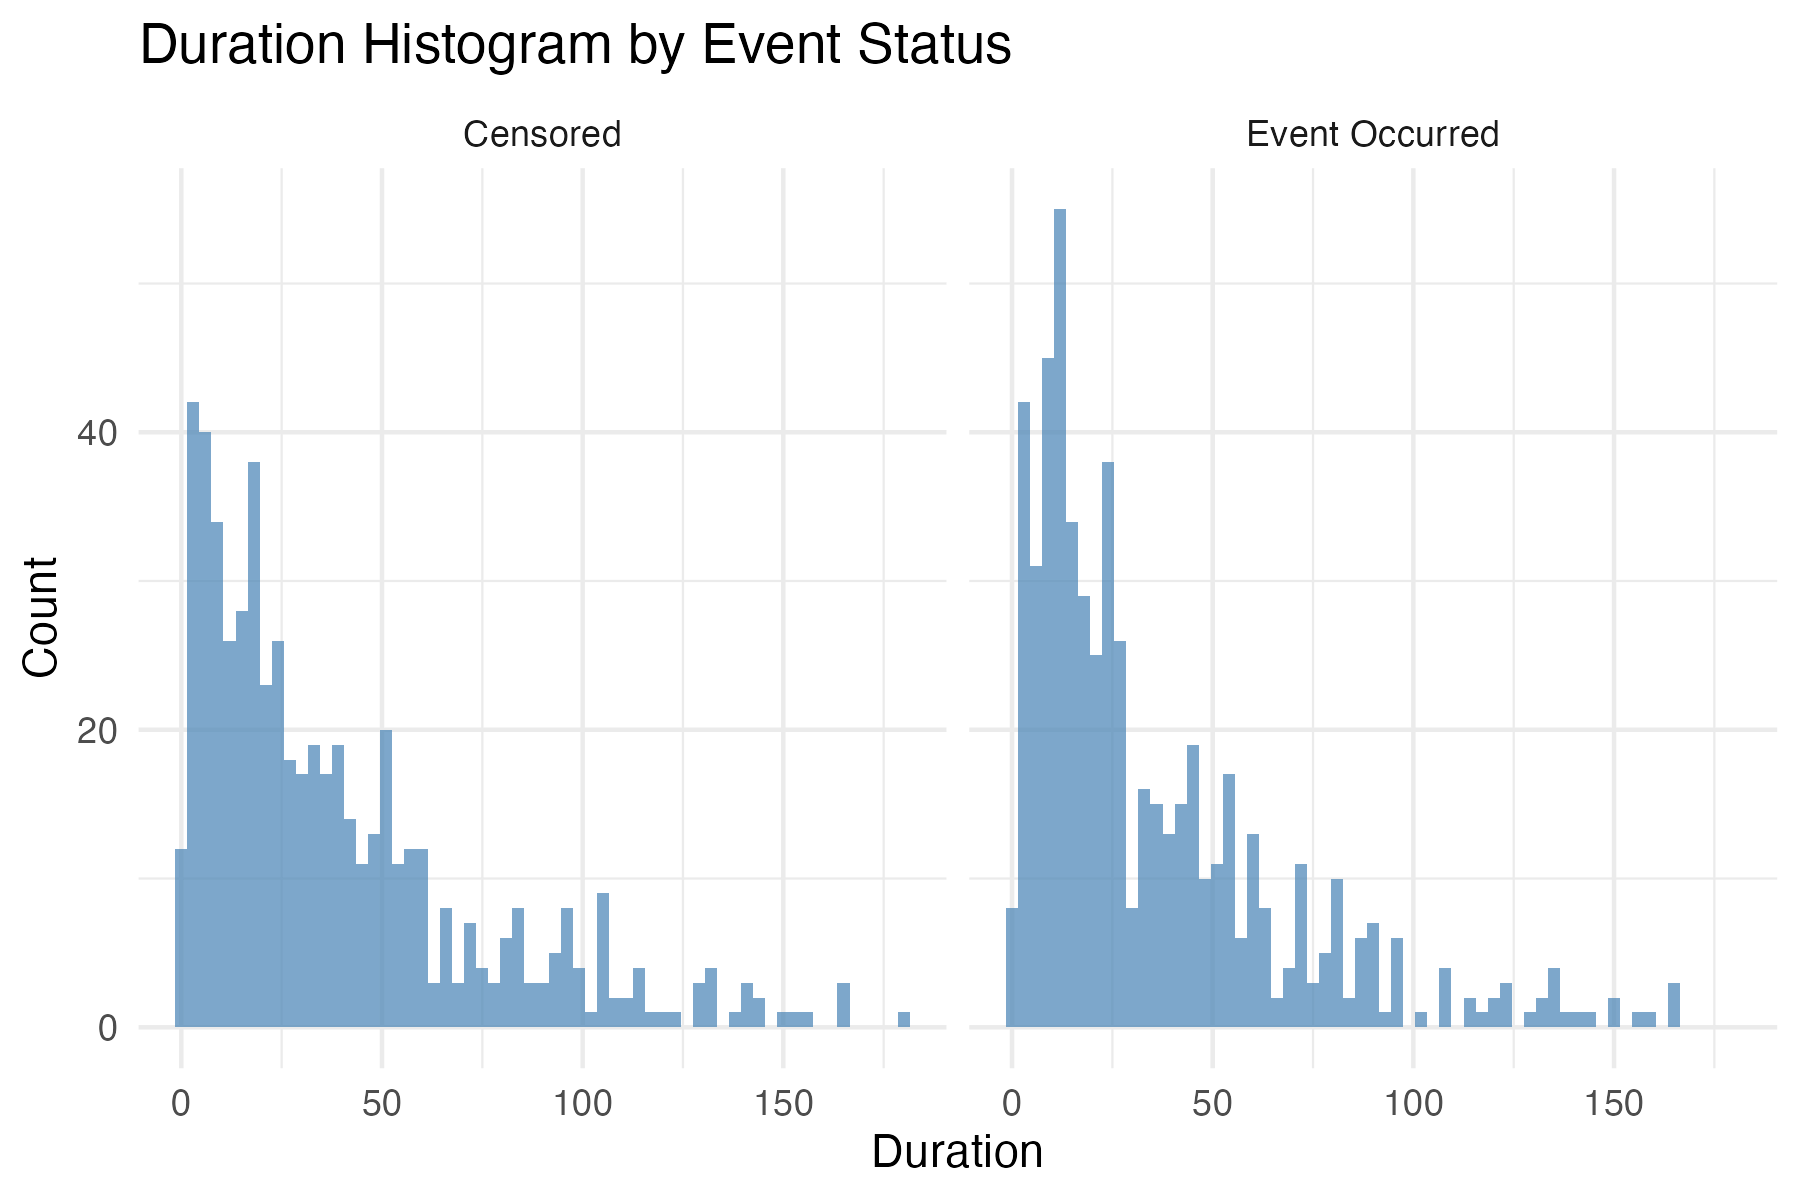 Duration Histogram by Event Status
Censored
Event Occurred
Count
40
20
0
0 50 100 150
0 50 100 150
Duration